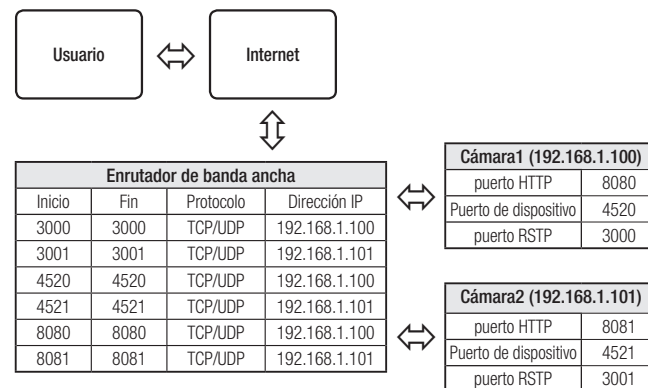 Usuario
Internet
Enrutador de banda ancha
Inicio Fin Protocolo Dirección IP
3000 3000 TCP/UDP 192.168.1.100
3001 3001 TCP/UDP 192.168.1.101
4520 4520 TCP/UDP 192.168.1.100
4521 4521 TCP/UDP 192.168.1.101
8080 8080 TCP/UDP 192.168.1.100
8081 8081 TCP/UDP 192.168.1.101
Cámara1 (192.168.1.100)
puerto HTTP 8080
Puerto de dispositivo 4520
puerto RSTP 3000
Cámara2 (192.168.1.101)
puerto HTTP 8081
Puerto de dispositivo 4521
puerto RSTP 3001